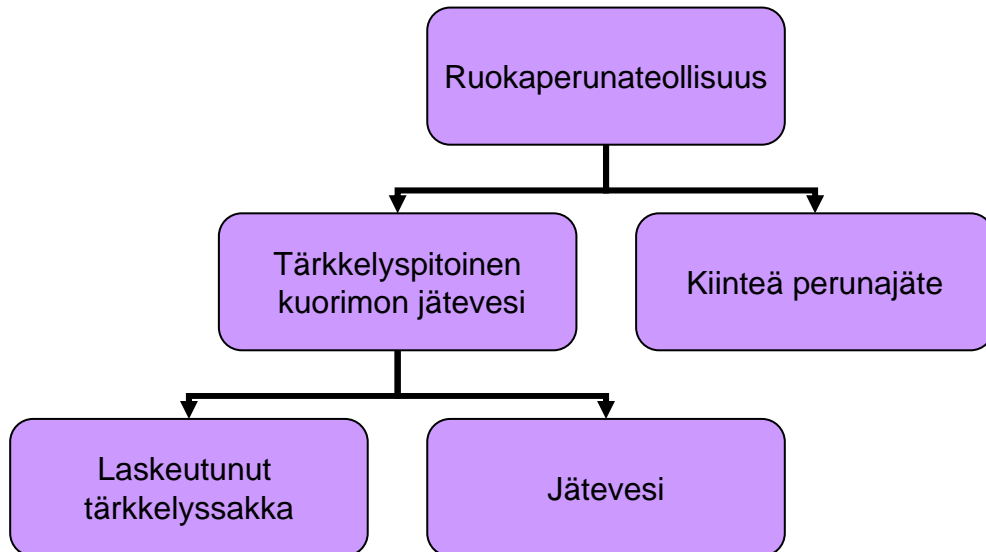 Ruokaperunateollisuus
Tärkkelyspitoinen
kuorimon jätevesi
Kiinteä perunajäte
Laskeutunut
tärkkelyssakka
Jätevesi